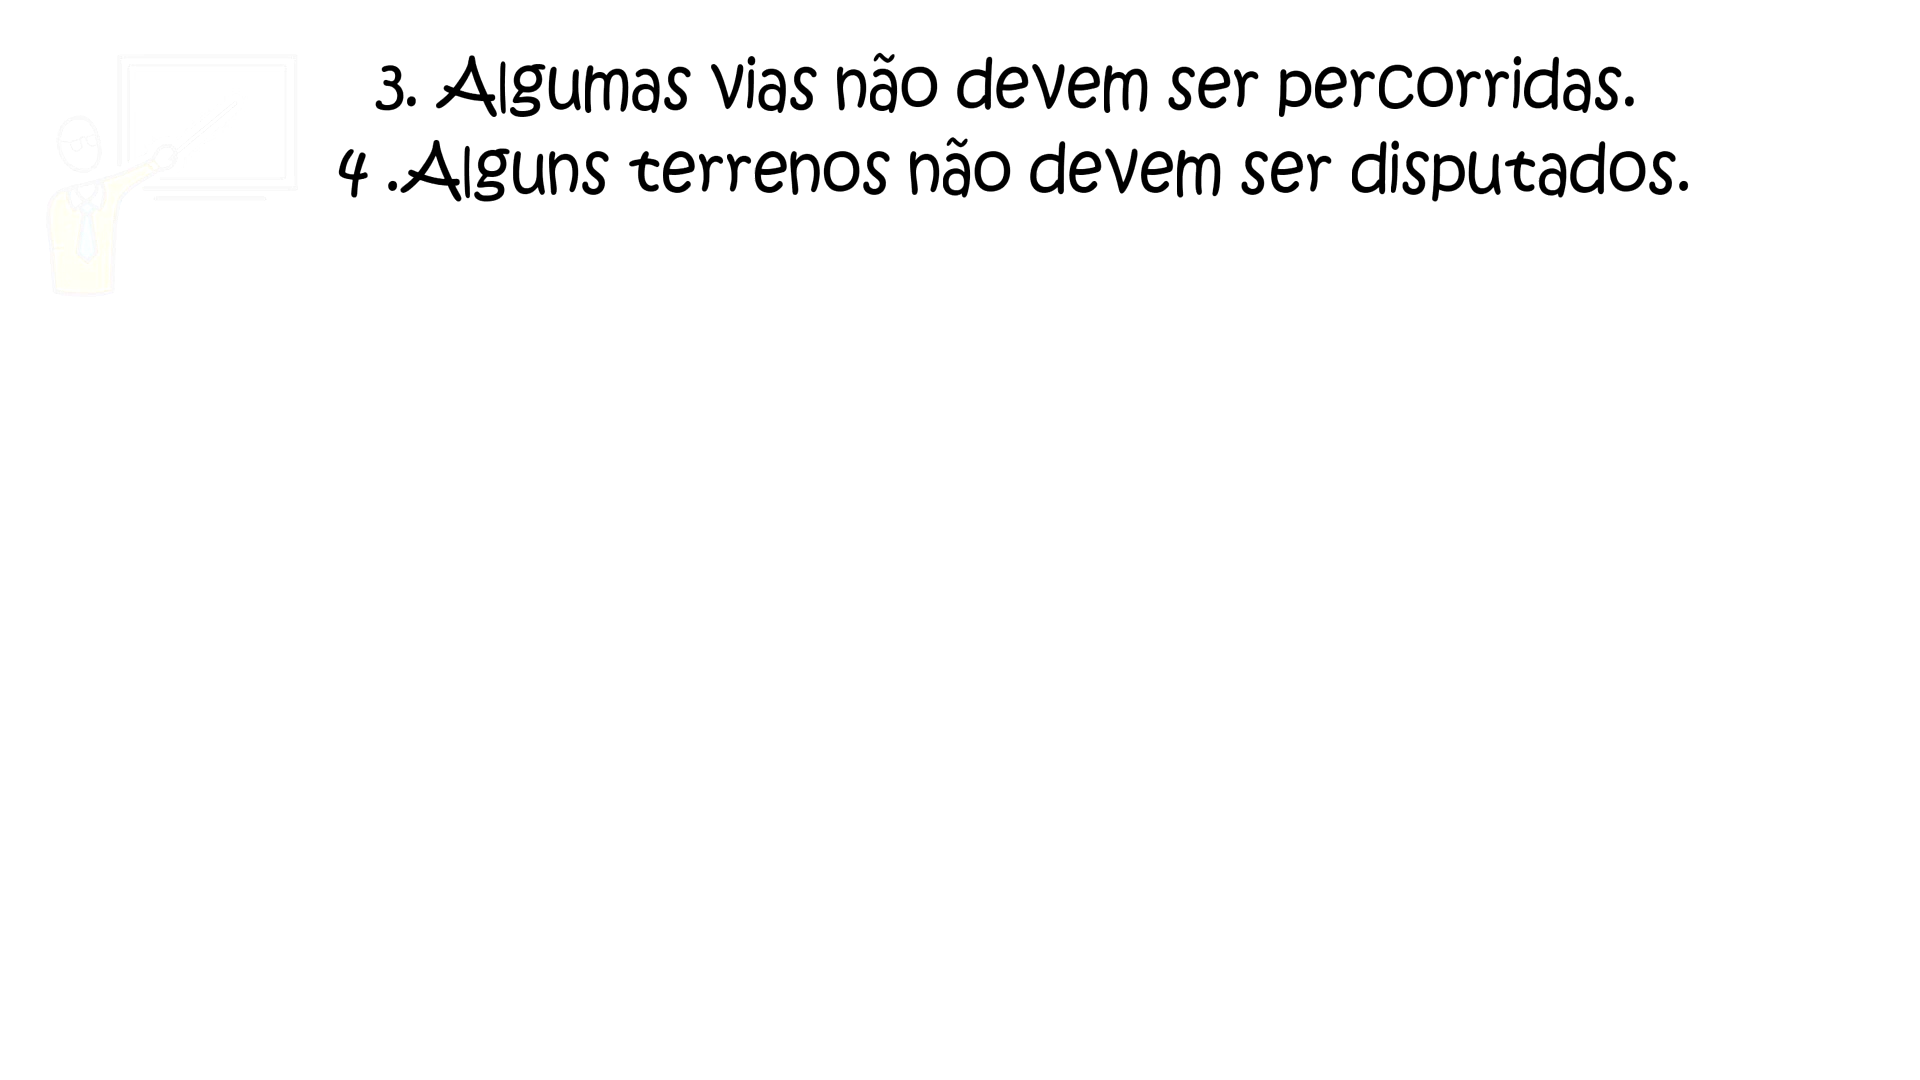 3. Algumas vias não devem ser percorridas.
4 .Alguns terrenos não devem ser disputados.